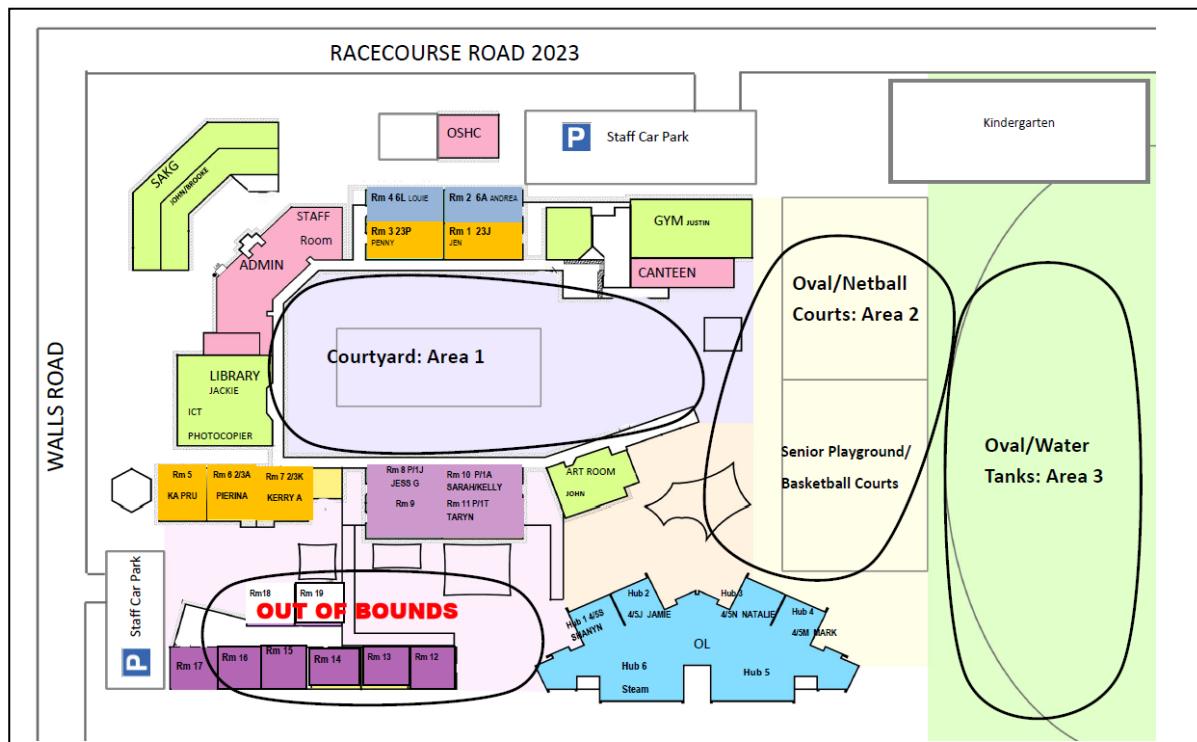 RACECOURSE ROAD 2023
WALLS ROAD
OSHC
P
Staff Car Park
Kindergarten
SAKG
JOHN/BROOKE
STAFF
Room
ADMIN
Rm 4 6L LOUIE
Rm 2 6A ANDREA
Rm 3 23P
PENNY
Rm 1 23J
JEN
GYM JUSTIN
CANTEEN
Oval/Netball
Courts: Area 2
Courtyard: Area 1
LIBRARY
JACKIE
ICT
PHOTOCOPIER
Senior Playground/
Basketball Courts
Oval/Water
Tanks: Area 3
Rm 5
KA PRU
Rm 6 2/3A
PIERINA
Rm 7 2/3K
KERRY A
Rm 8 P/1J
JESS G
Rm 9
Rm 10 P/1A
SARAH/KELLY
Rm 11 P/1T
TARYN
ART ROOM
JOHN
Staff Car Park
P
Rm18
Rm 19
OUT OF BOUNDS
Rm 17
Rm 16
Rm 15
Rm 14
Rm 13
Rm 12
Hub 1 4/5S
SHANYN
Hub 2
4/5J JAMIE
Hub 3
4/5N NATALIE
Hub 4
4/5M MARK
OL
Hub 6
Steam
Hub 5